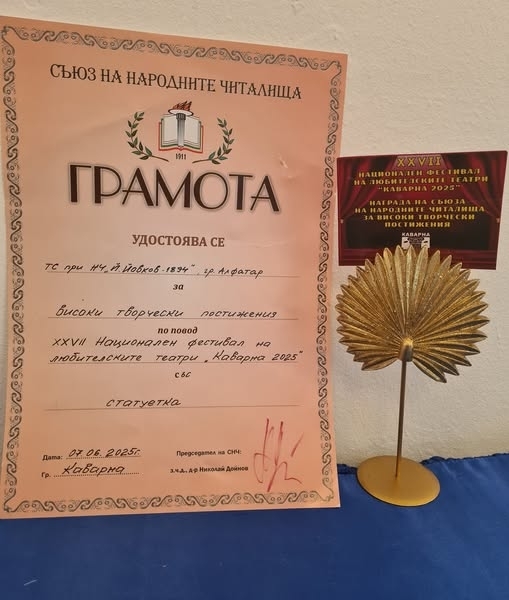 СЪЮЗ НА НАРОДНИТЕ ЧИТАЛИЩА
1911
ГРАМОТА
УДОСТОЯВА СЕ
ТС при НЧ „Й. Йовков - 1894", гр. Алфатар
за
високи творчески постижения
по повод
XXVII Национален фестивал на
любителските театри „Каварна 2025"
със
статуетка
Дата: 07.06.2025г.
Гр. Каварна
Председател на СНЧ:
з.ч.д., д-р Николай Дойнов
XXVII
НАЦИОНАЛЕН ФЕСТИВАЛ
НА ЛЮБИТЕЛСКИТЕ ТЕАТРИ
"КАВАРНА 2025"
НАГРАДА НА СЪЮЗА
НА НАРОДНИТЕ ЧИТАЛИЩА
ЗА ВИСОКИ ТВОРЧЕСКИ
ПОСТИЖЕНИЯ
КАВАРНА